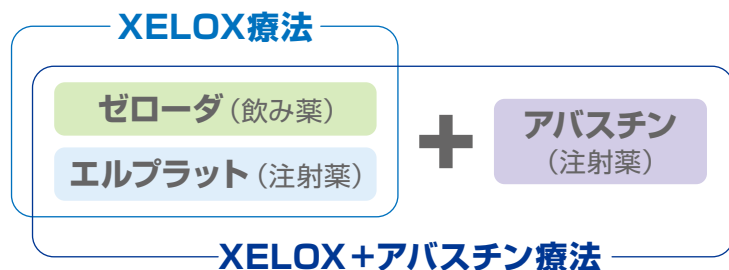 XELOX療法
ゼローダ（飲み薬）
エルプラット（注射薬）
+
アバスチン
（注射薬）
XELOX＋アバスチン療法